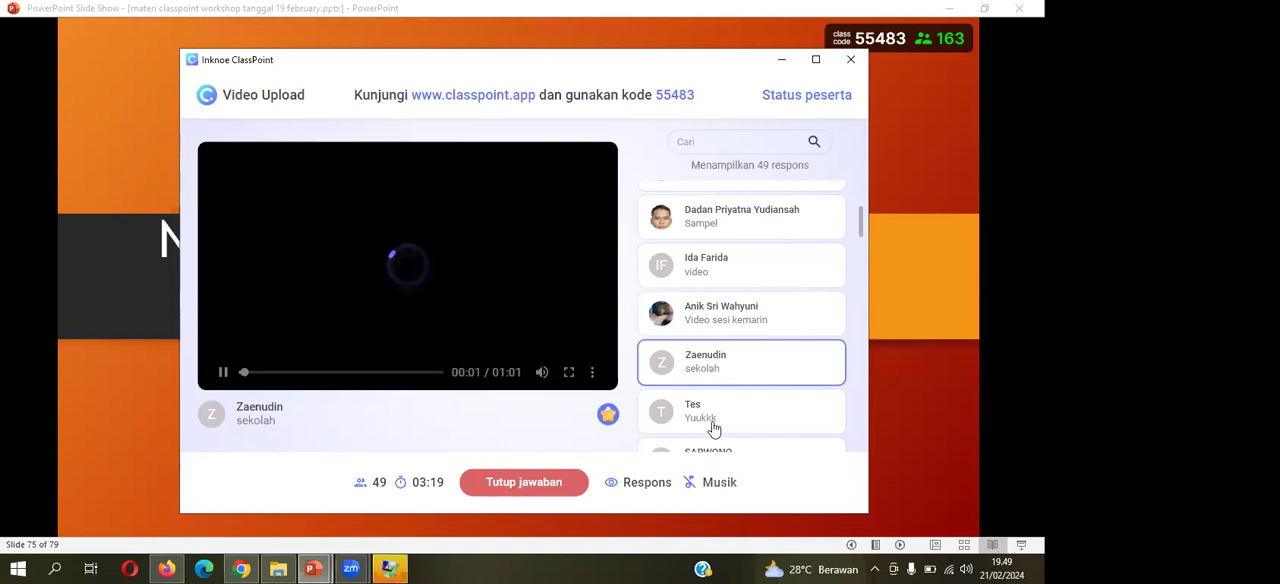 PowerPoint Slide Show - [materi classpoint workshop tanggal 19 february.pptx] - PowerPoint
class code 55483 163
Inknoe ClassPoint
Video Upload
Kunjungi www.classpoint.app dan gunakan kode 55483
Status peserta
Cari
Menampilkan 49 respons
N
Dadan Priyatna Yudiansah
Sampel
IF
Ida Farida
video
Anik Sri Wahyuni
Video sesi kemarin
Z
Zaenudin
sekolah
00:01 / 01:01
T
Tes
Yuukkk
Z
Zaenudin
sekolah
SARWONO
49 03:19 Tutup jawaban Respons Musik
Slide 75 of 79
zm
28°C Berawan
19.49
21/02/2024